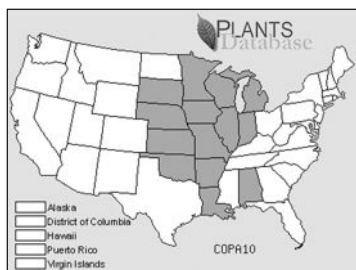 PLANTS
Database
Alaska
District of Columbia
Hawaii
Puerto Rico
Virgin Islands
COPA10